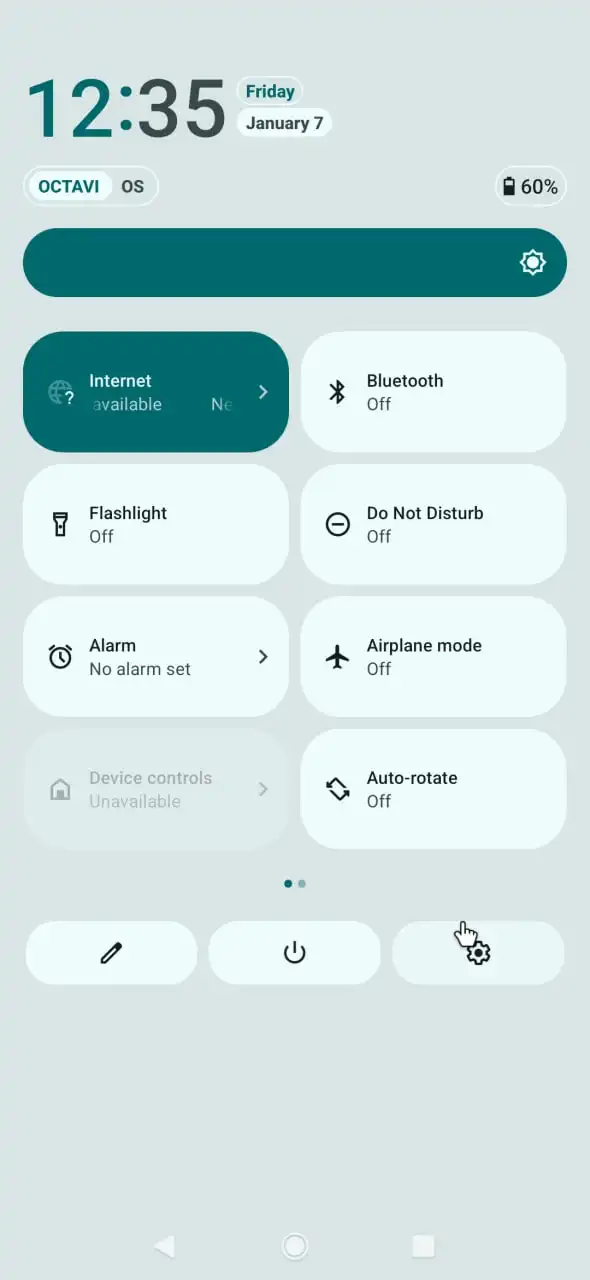 12:35
Friday
January 7
OCTAVI OS
60%
Internet
available Ne
Bluetooth
Off
Flashlight
Off
Do Not Disturb
Off
Alarm
No alarm set
Airplane mode
Off
Device controls
Unavailable
Auto-rotate
Off